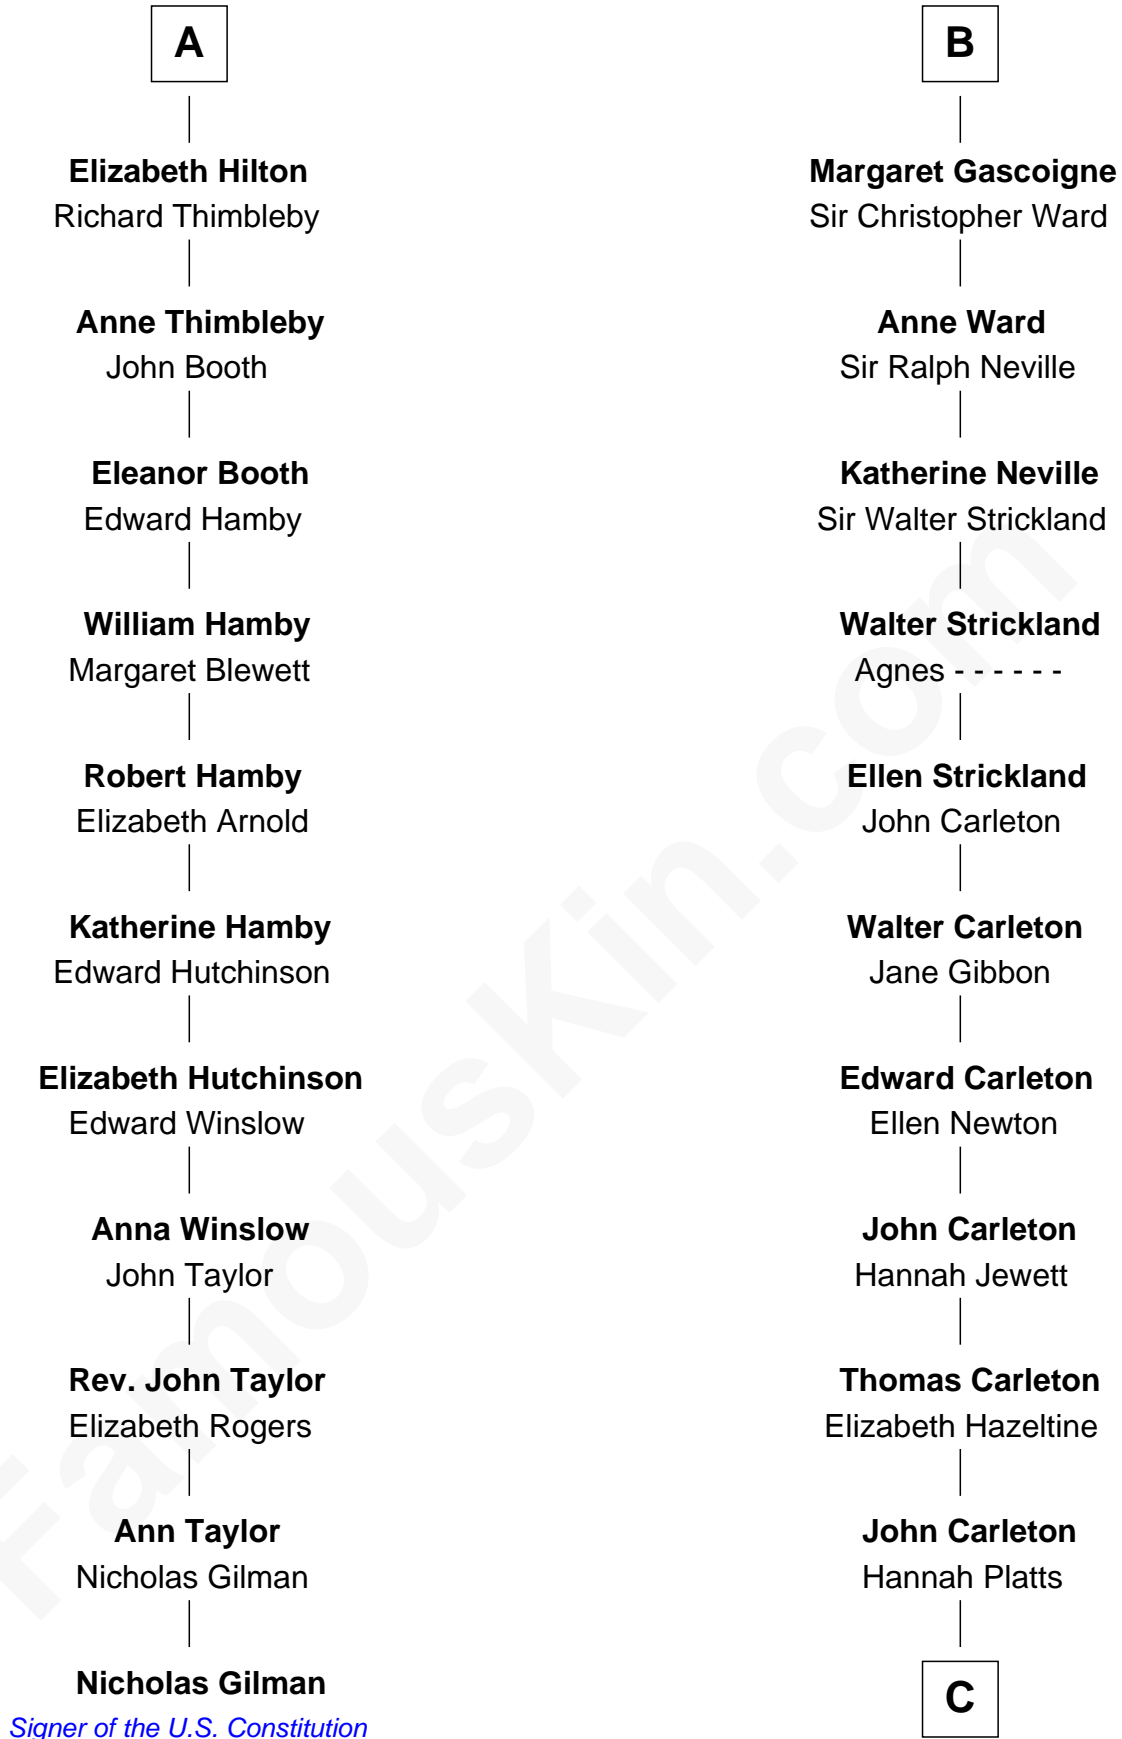 A
Elizabeth Hilton
Richard Thimbleby
Anne Thimbleby
John Booth
Eleanor Booth
Edward Hamby
William Hamby
Margaret Blewett
Robert Hamby
Elizabeth Arnold
Katherine Hamby
Edward Hutchinson
Elizabeth Hutchinson
Edward Winslow
Anna Winslow
John Taylor
Rev. John Taylor
Elizabeth Rogers
Ann Taylor
Nicholas Gilman
Nicholas Gilman
Signer of the U.S. Constitution
B
Margaret Gascoigne
Sir Christopher Ward
Anne Ward
Sir Ralph Neville
Katherine Neville
Sir Walter Strickland
Walter Strickland
Agnes - - - - - -
Ellen Strickland
John Carleton
Walter Carleton
Jane Gibbon
Edward Carleton
Ellen Newton
John Carleton
Hannah Jewett
Thomas Carleton
Elizabeth Hazeltine
John Carleton
Hannah Platts
C
FamousKin.com